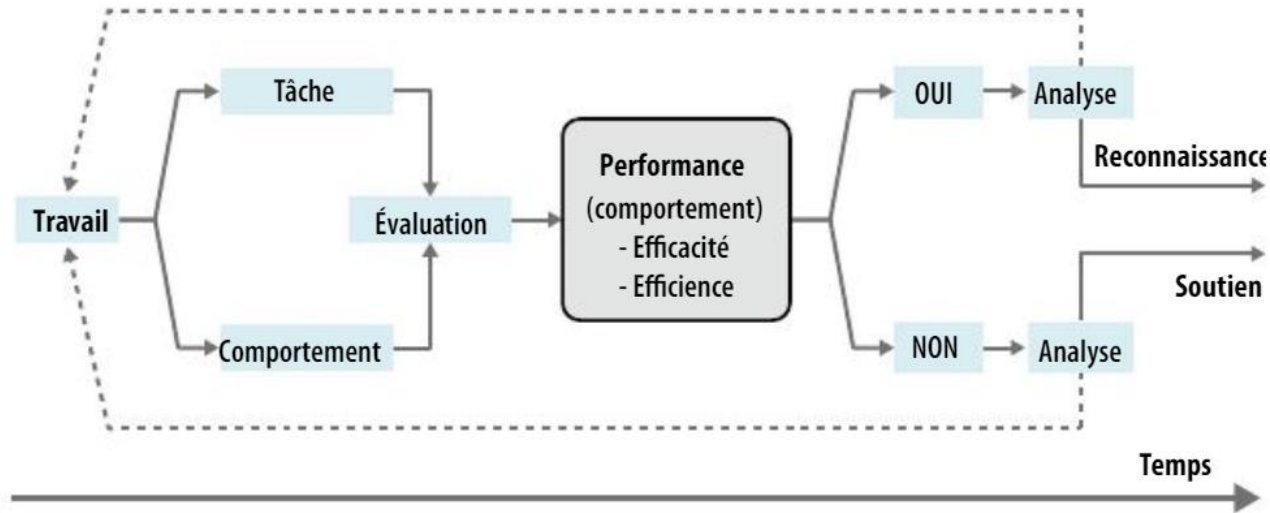 Tâche
OUI
Analyse
Performance
Reconnaissance
(comportement)
Travail
Évaluation
- Efficacité
- Efficience
Soutien
Comportement
NON
Analyse
Temps